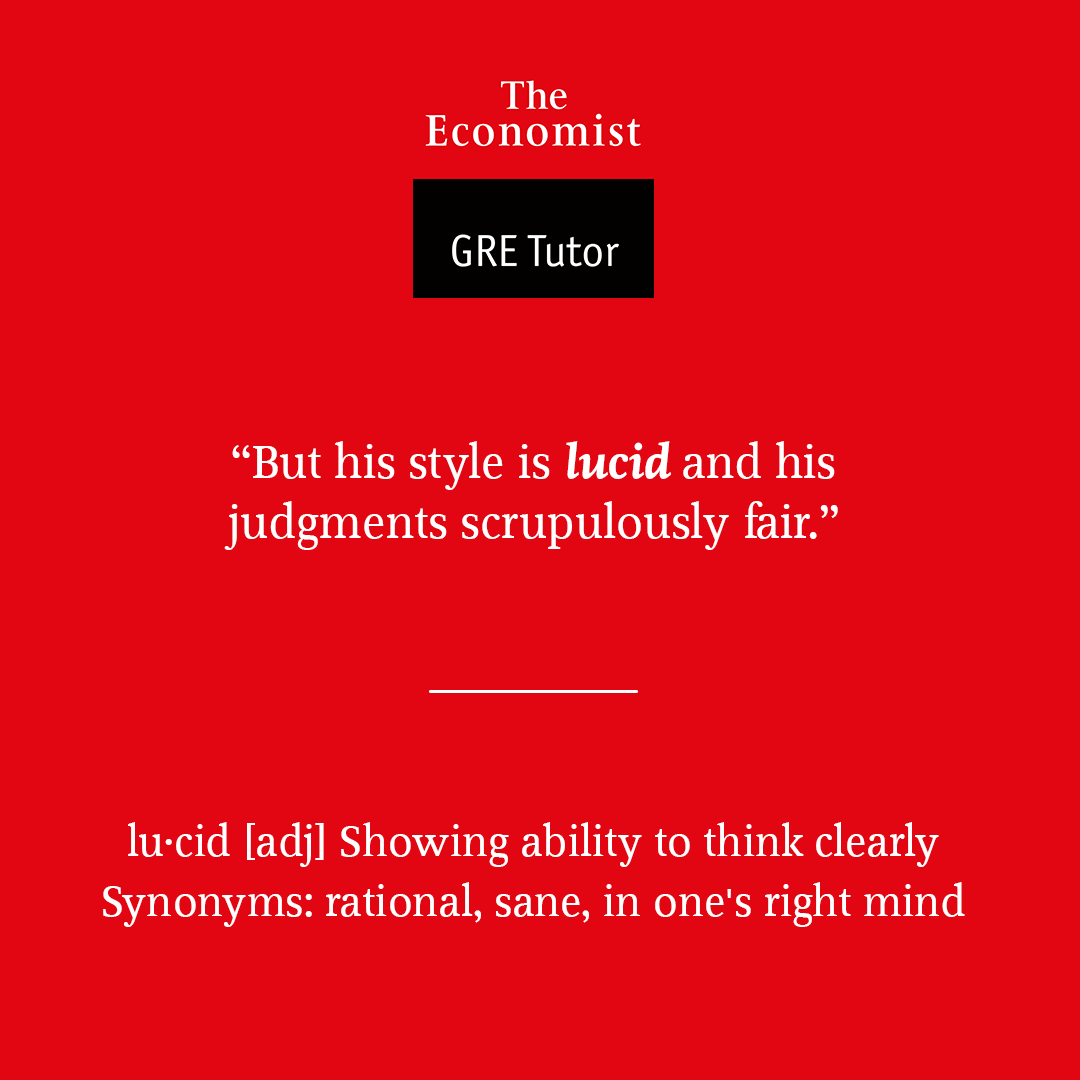 The
Economist
GRE Tutor
“But his style is lucid and his
judgments scrupulously fair.”
lu·cid [adj] Showing ability to think clearly
Synonyms: rational, sane, in one's right mind